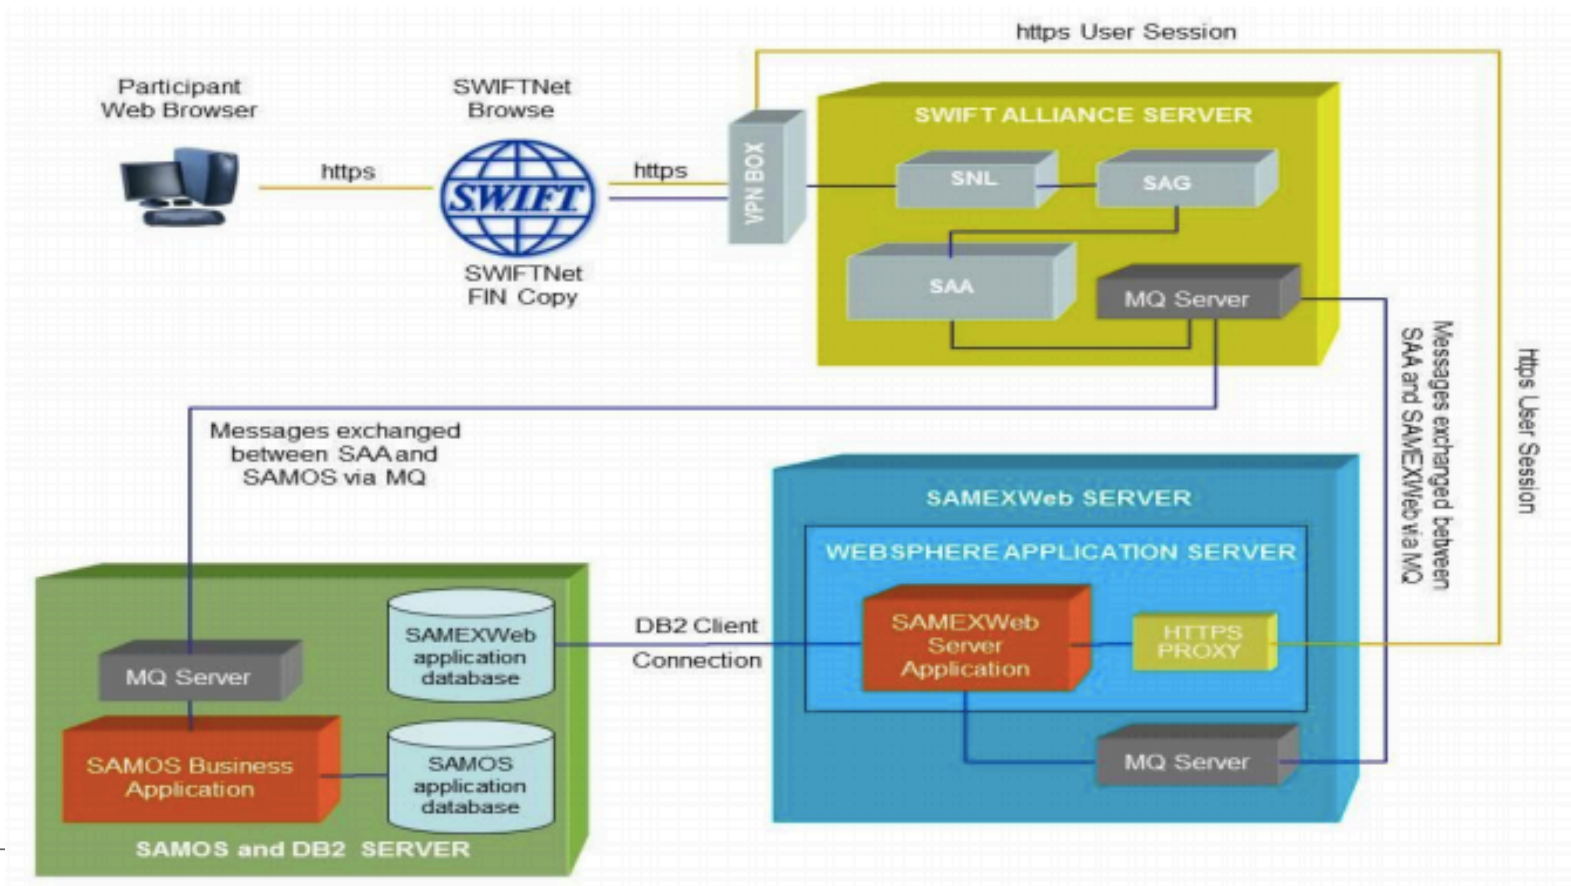 https User Session
Participant
Web Browser
SWIFTNet
Browse
SWIFT ALLIANCE SERVER
https
S.W.I.F.T.
https
VPN BOX
SNL
SAG
SWIFTNet
FIN Copy
SAA
MQ Server
Messages exchanged between
SAA and SAMEXWeb via MQ
https User Session
Messages exchanged
between SAA and
SAMOS via MQ
SAMEXWeb SERVER
WEBSPHERE APPLICATION SERVER
SAMEXWeb
application
database
DB2 Client
Connection
SAMEXWeb
Server
Application
HTTPS
PROXY
MQ Server
SAMOS Business
Application
SAMOS
application
database
MQ Server
SAMOS and DB2 SERVER